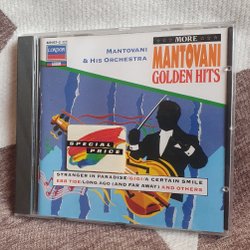 LONDON
MANTOVANI
& HIS ORCHESTRA
MORE
MANTOVANI
GOLDEN HITS
SPECIAL
PRICE
STRANGER IN PARADISE/GIGI/A CERTAIN SMILE
EBB TIDE/LONG AGO (AND FAR AWAY) AND OTHERS